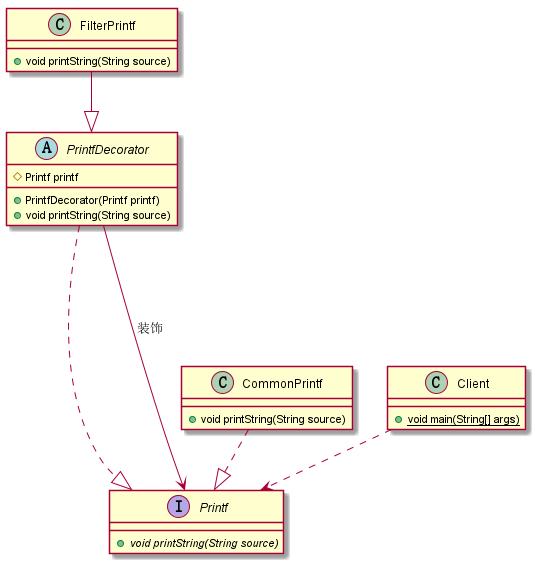 C FilterPrintf
void printString(String source)
A PrintfDecorator
Printf printf
PrintfDecorator(Printf printf)
void printString(String source)
装饰
C CommonPrintf
void printString(String source)
C Client
void main(String[] args)
I Printf
void printString(String source)